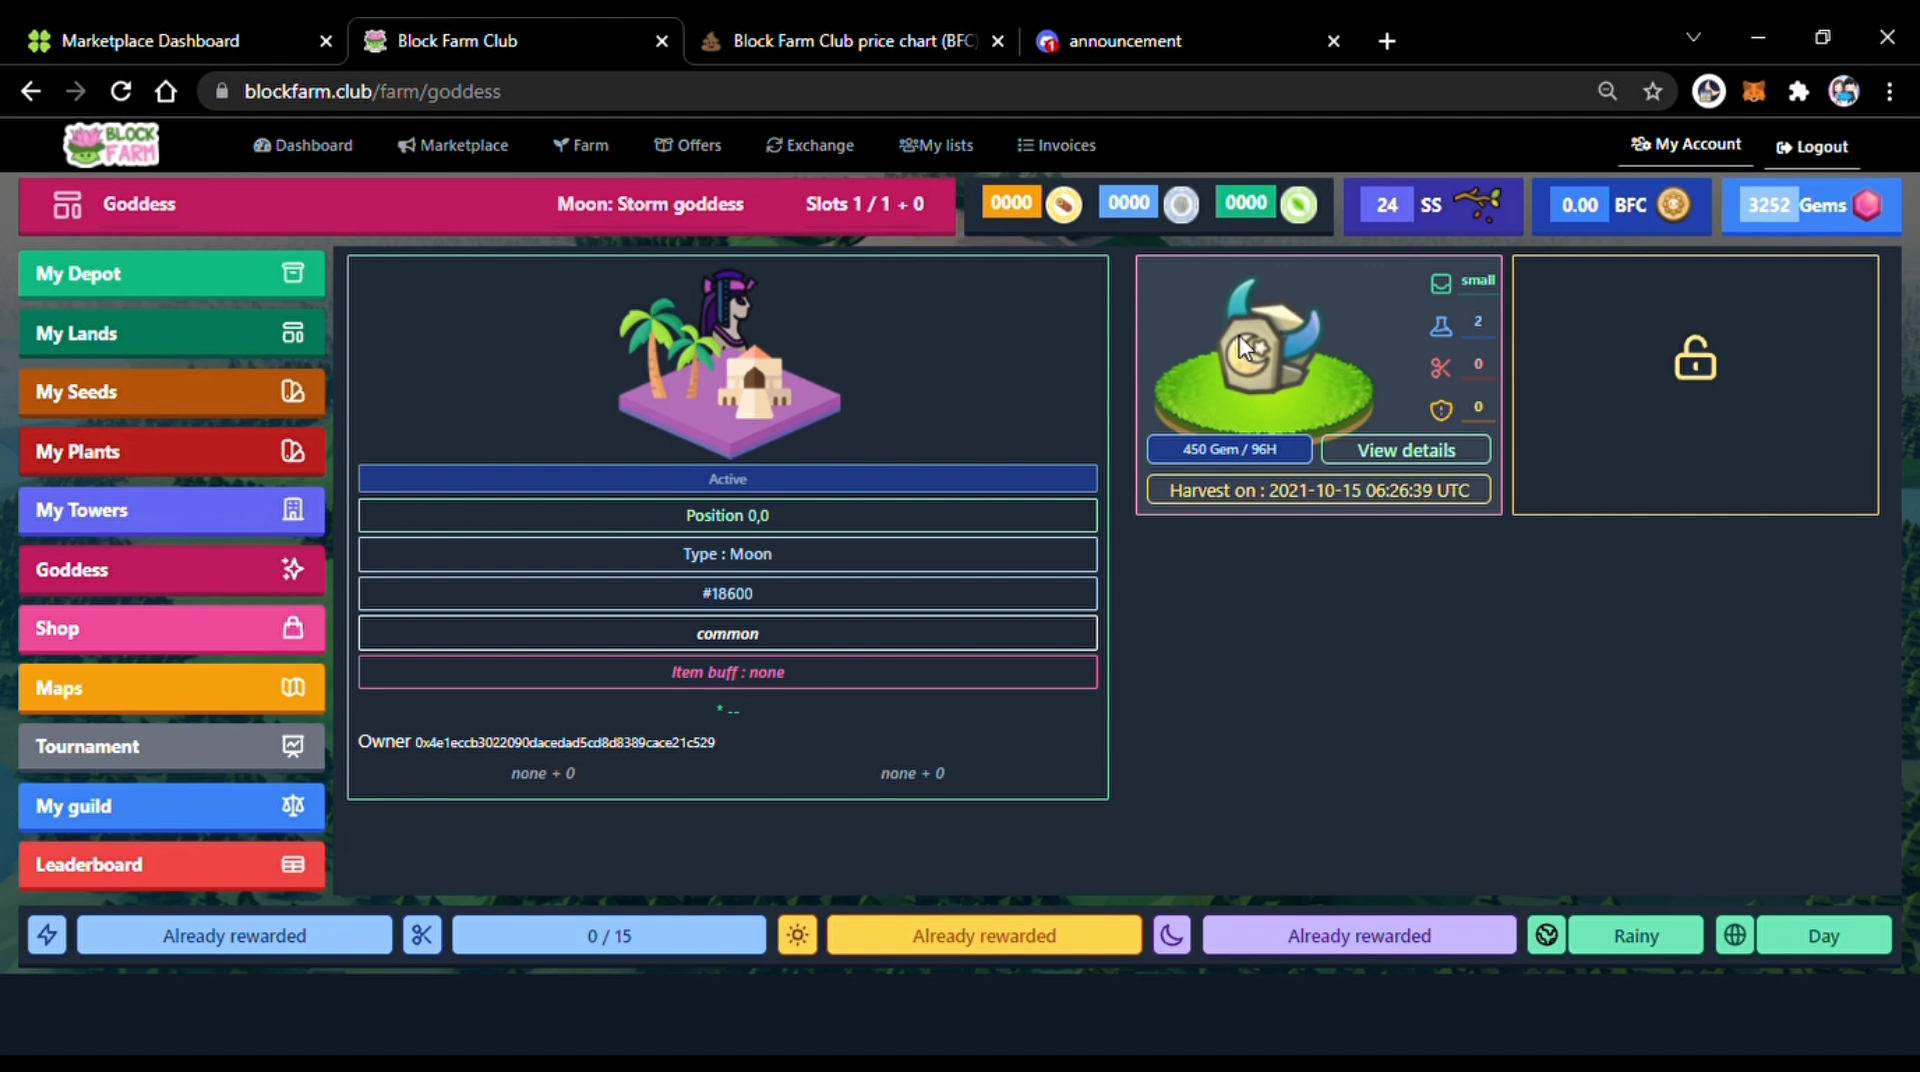 Marketplace Dashboard
Block Farm Club
Block Farm Club price chart (BFC)
announcement
blockfarm.club/farm/goddess
BLOCK FARM
Dashboard
Marketplace
Farm
Offers
Exchange
My lists
Invoices
My Account
Logout
Goddess
Moon: Storm goddess
Slots 1 / 1 + 0
0000
0000
0000
24 SS
0.00 BFC
3252 Gems
My Depot
My Lands
My Seeds
My Plants
My Towers
Goddess
Shop
Maps
Tournament
My guild
Leaderboard
Active
Position 0,0
Type : Moon
#18600
common
Item buff : none
* --
Owner 0x4e1eccb3022090dacedad5cd8d8389cace21c529
none + 0
none + 0
small
2
0
0
450 Gem / 96H
View details
Harvest on : 2021-10-15 06:26:39 UTC
Already rewarded
0 / 15
Already rewarded
Already rewarded
Rainy
Day